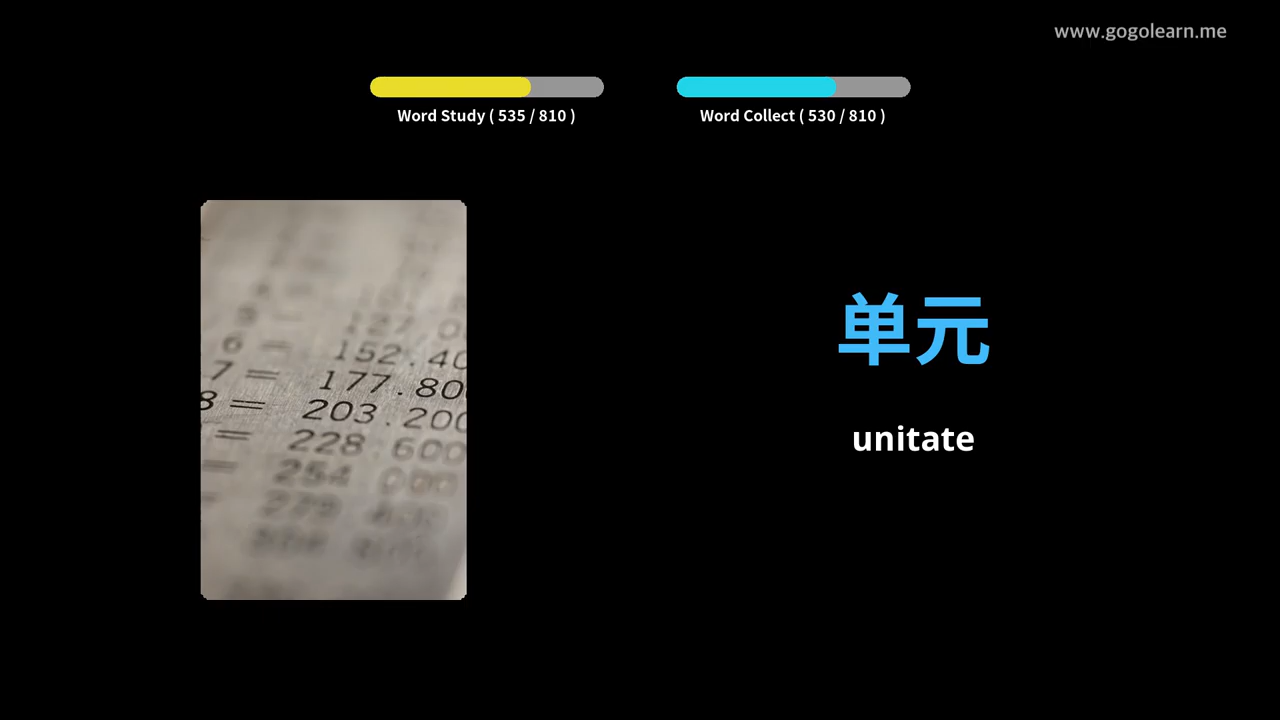 www.gogolearn.me
Word Study ( 535 / 810 )
Word Collect ( 530 / 810 )
6 = 152.40
7 = 177.80
8 = 203.200
= 228.600
= 254 000
单元
unitate